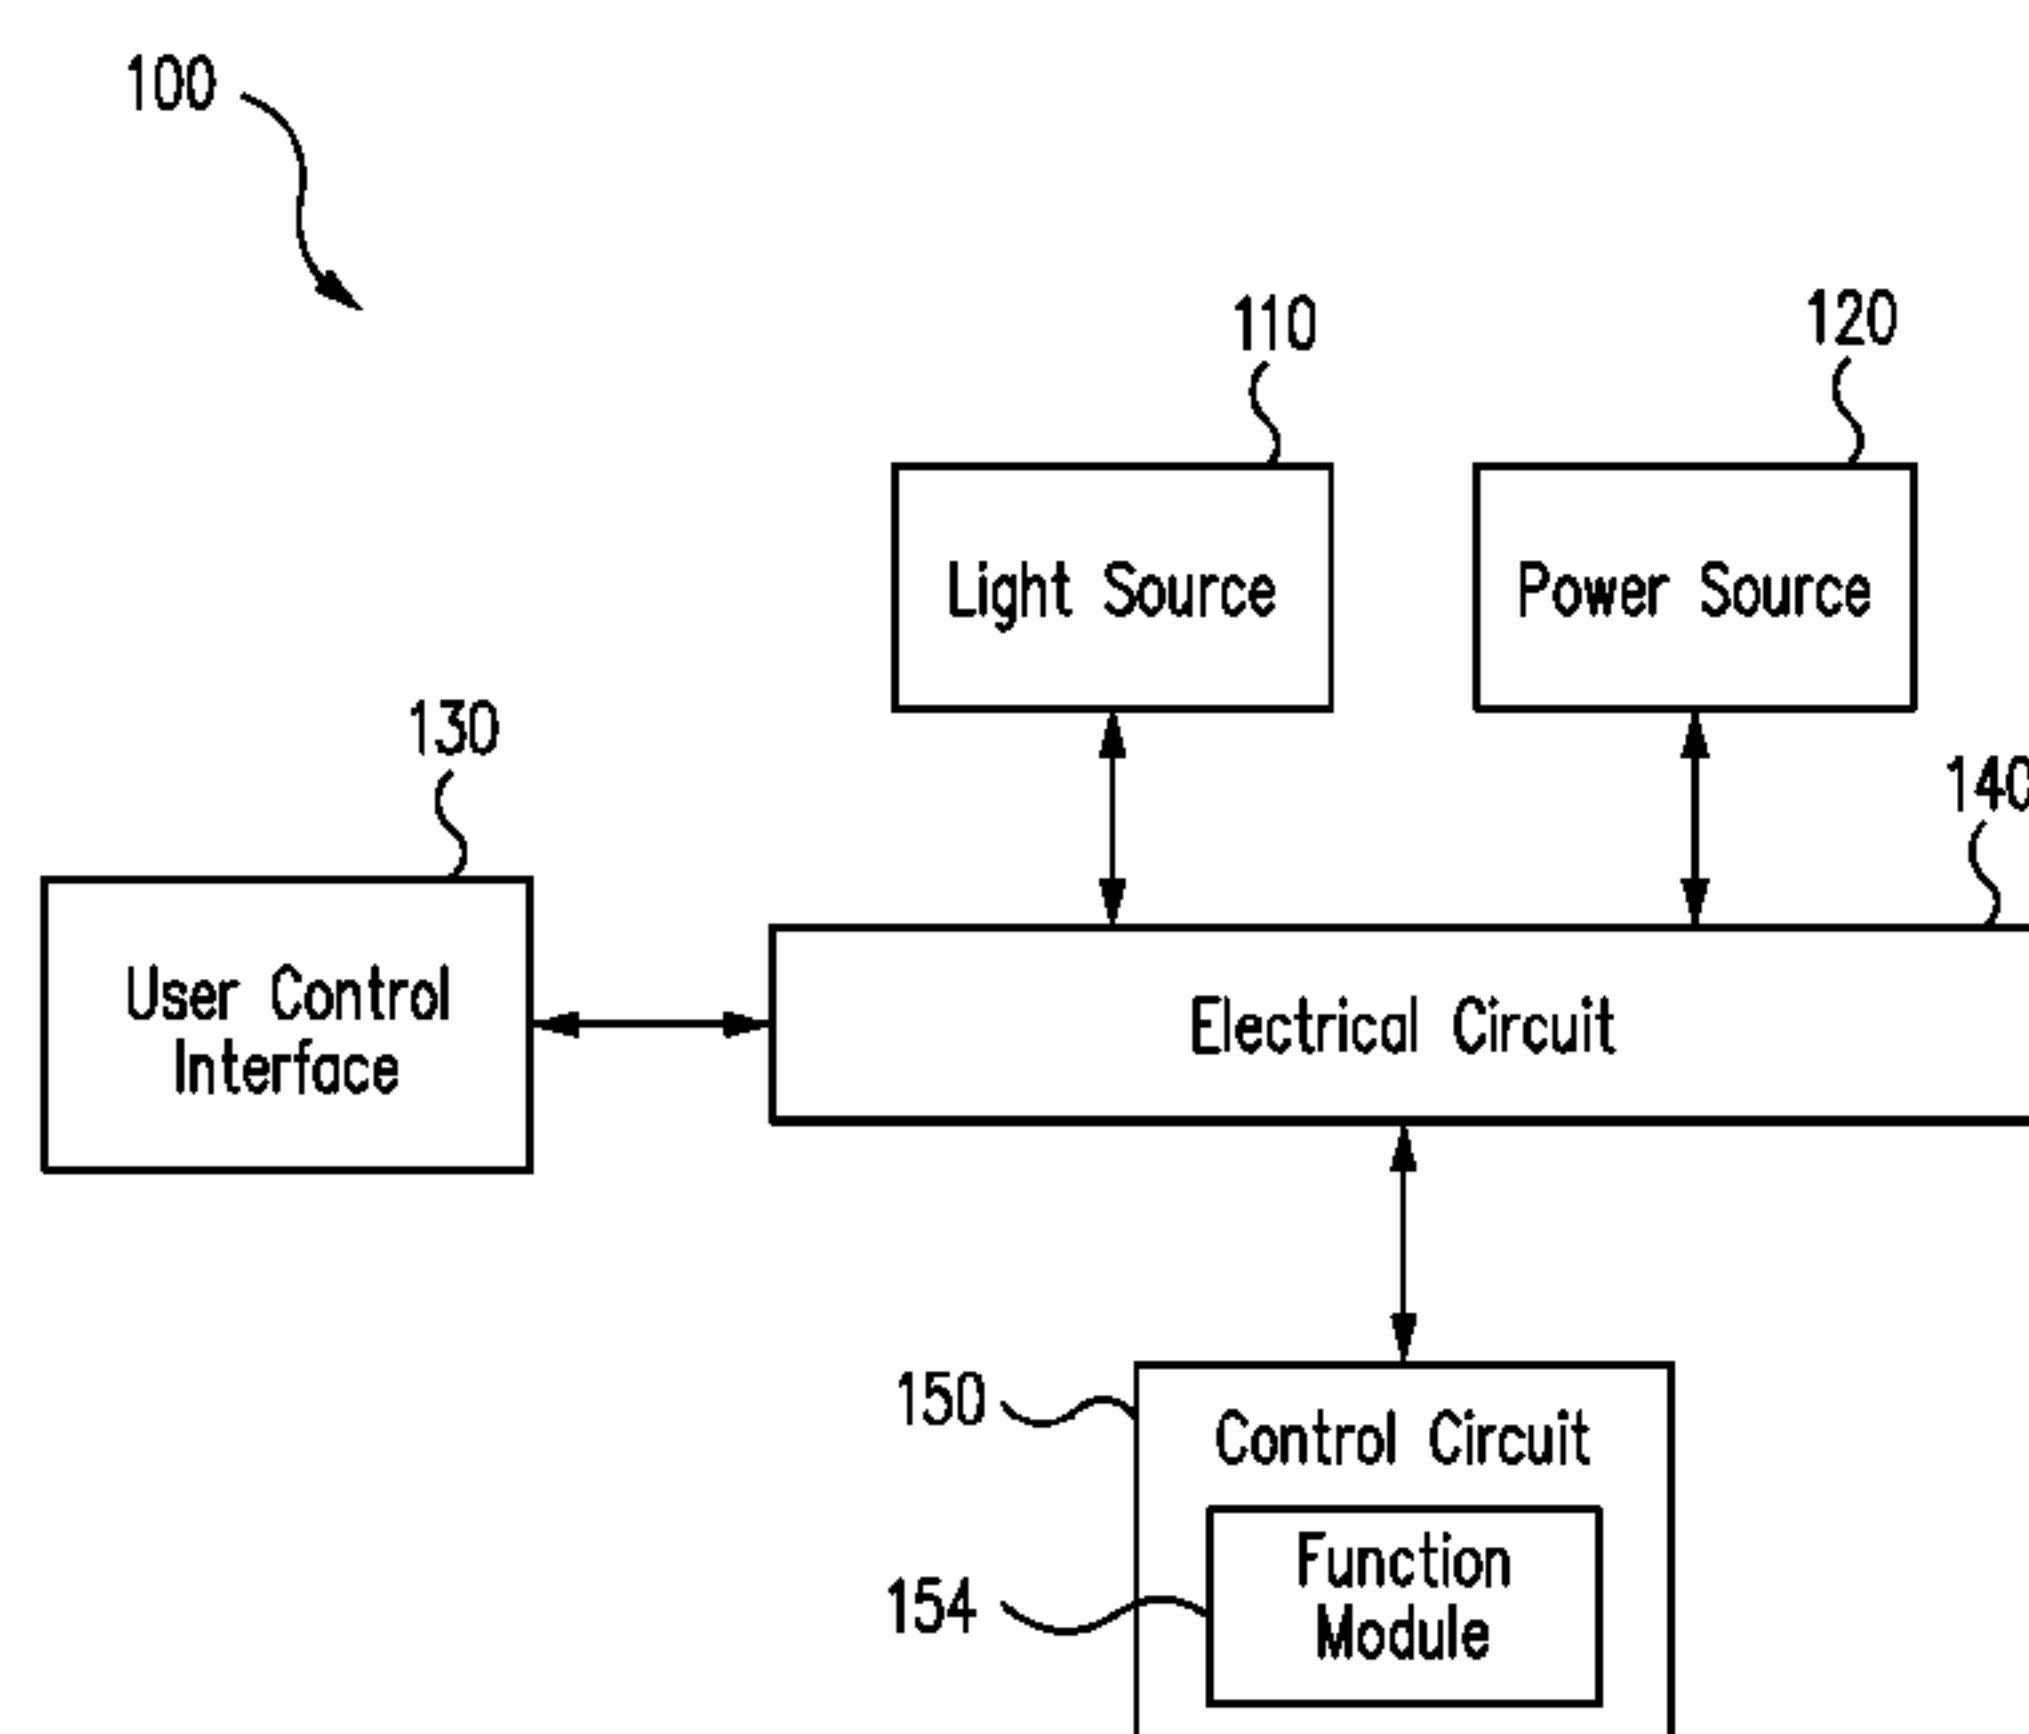 100
110
120
Light Source
Power Source
130
140
User Control
Interface
Electrical Circuit
150
Control Circuit
154
Function
Module